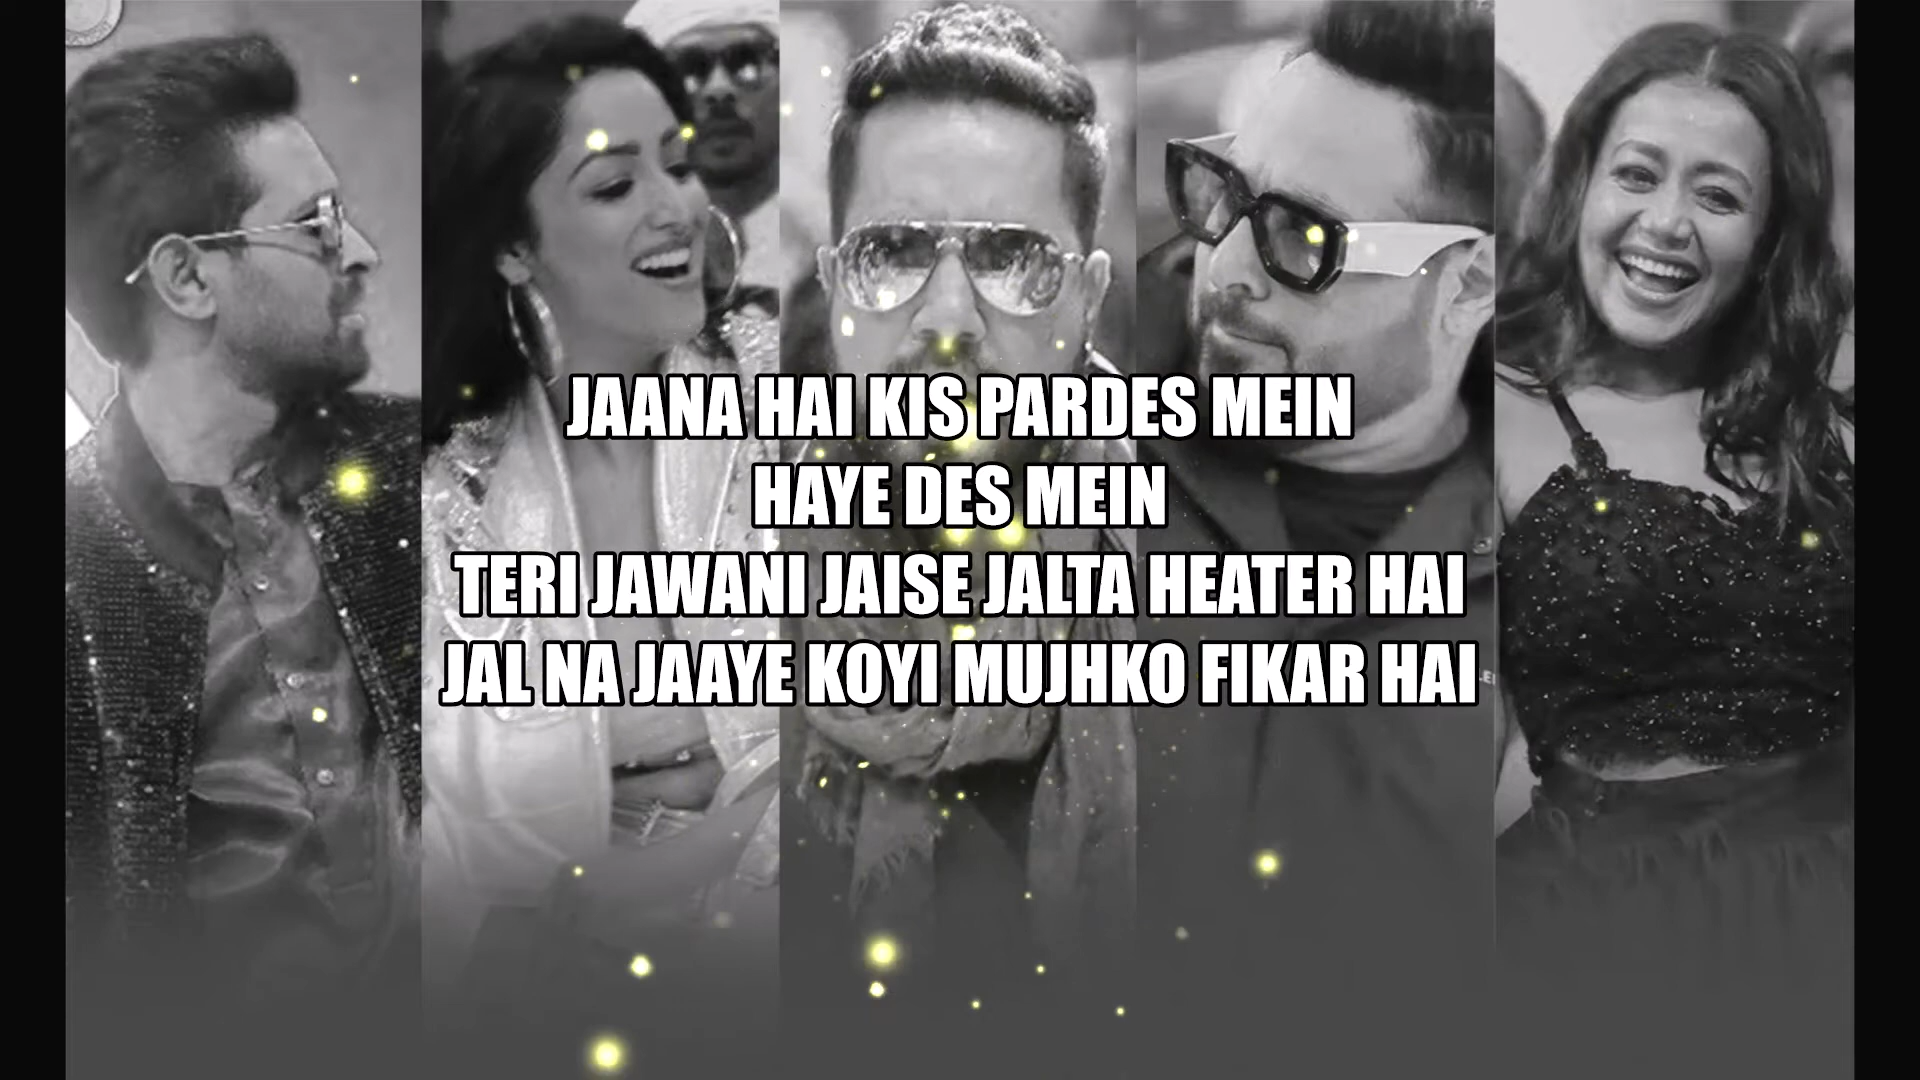 JAANA HAI KIS PARDES MEIN
HAYE DES MEIN
TERI JAWANI JAISE JALTA HEATER HAI
JAL NA JAAYE KOYI MUJHKO FIKAR HAI